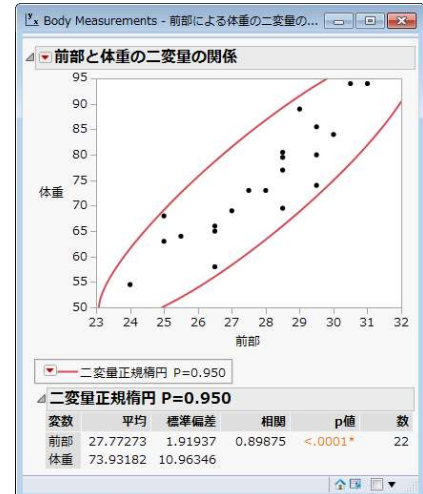 Body Measurements - 前部による体重の二変量の...
前部と体重の二変量の関係
95
90
85
80
75
70
65
60
55
50
体重
23 24 25 26 27 28 29 30 31 32
前部
二変量正規楕円 P=0.950
二変量正規楕円 P=0.950
変数 平均 標準偏差 相関 p値 数
前部 27.77273 1.91937 0.89875 <.0001* 22
体重 73.93182 10.96346